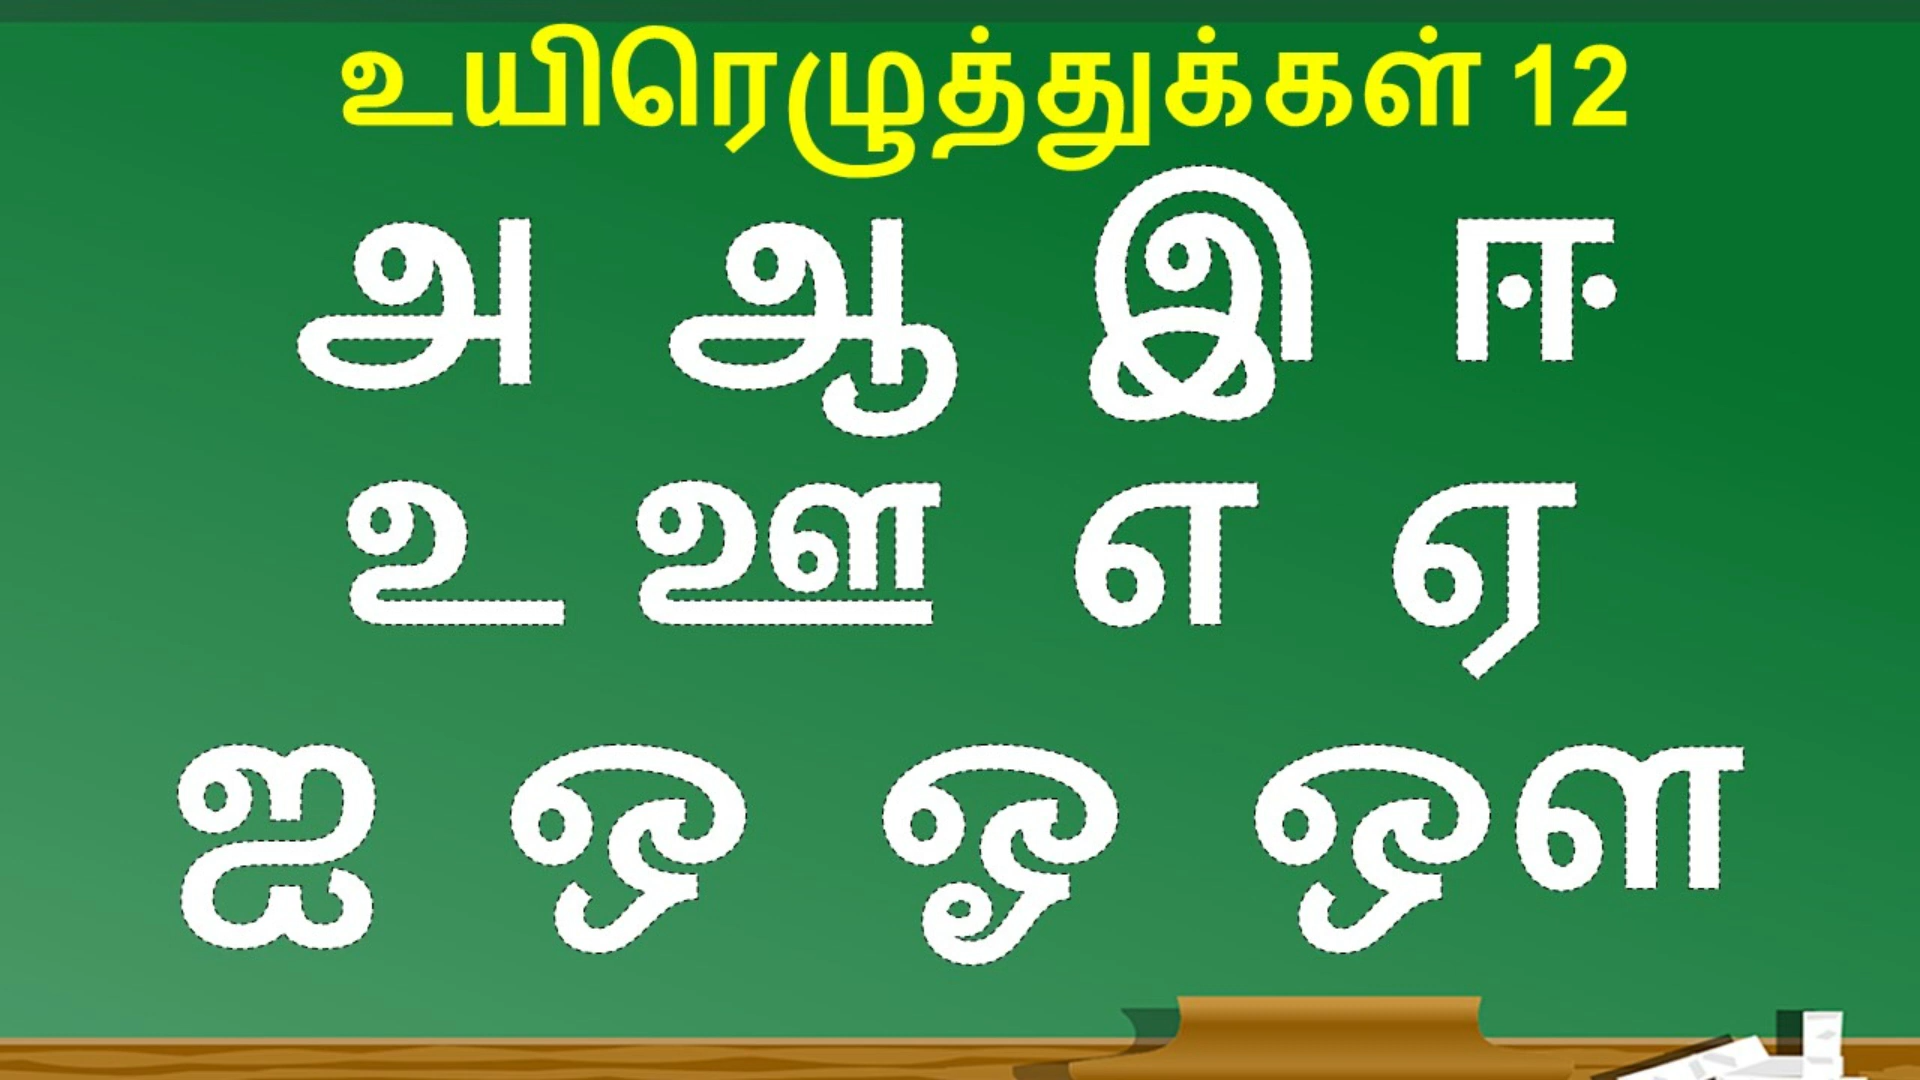 உயிரெழுத்துக்கள் 12
அ ஆ இ ஈ
உ ஊ எ ஏ
ஐ ஒ ஓ ஔ